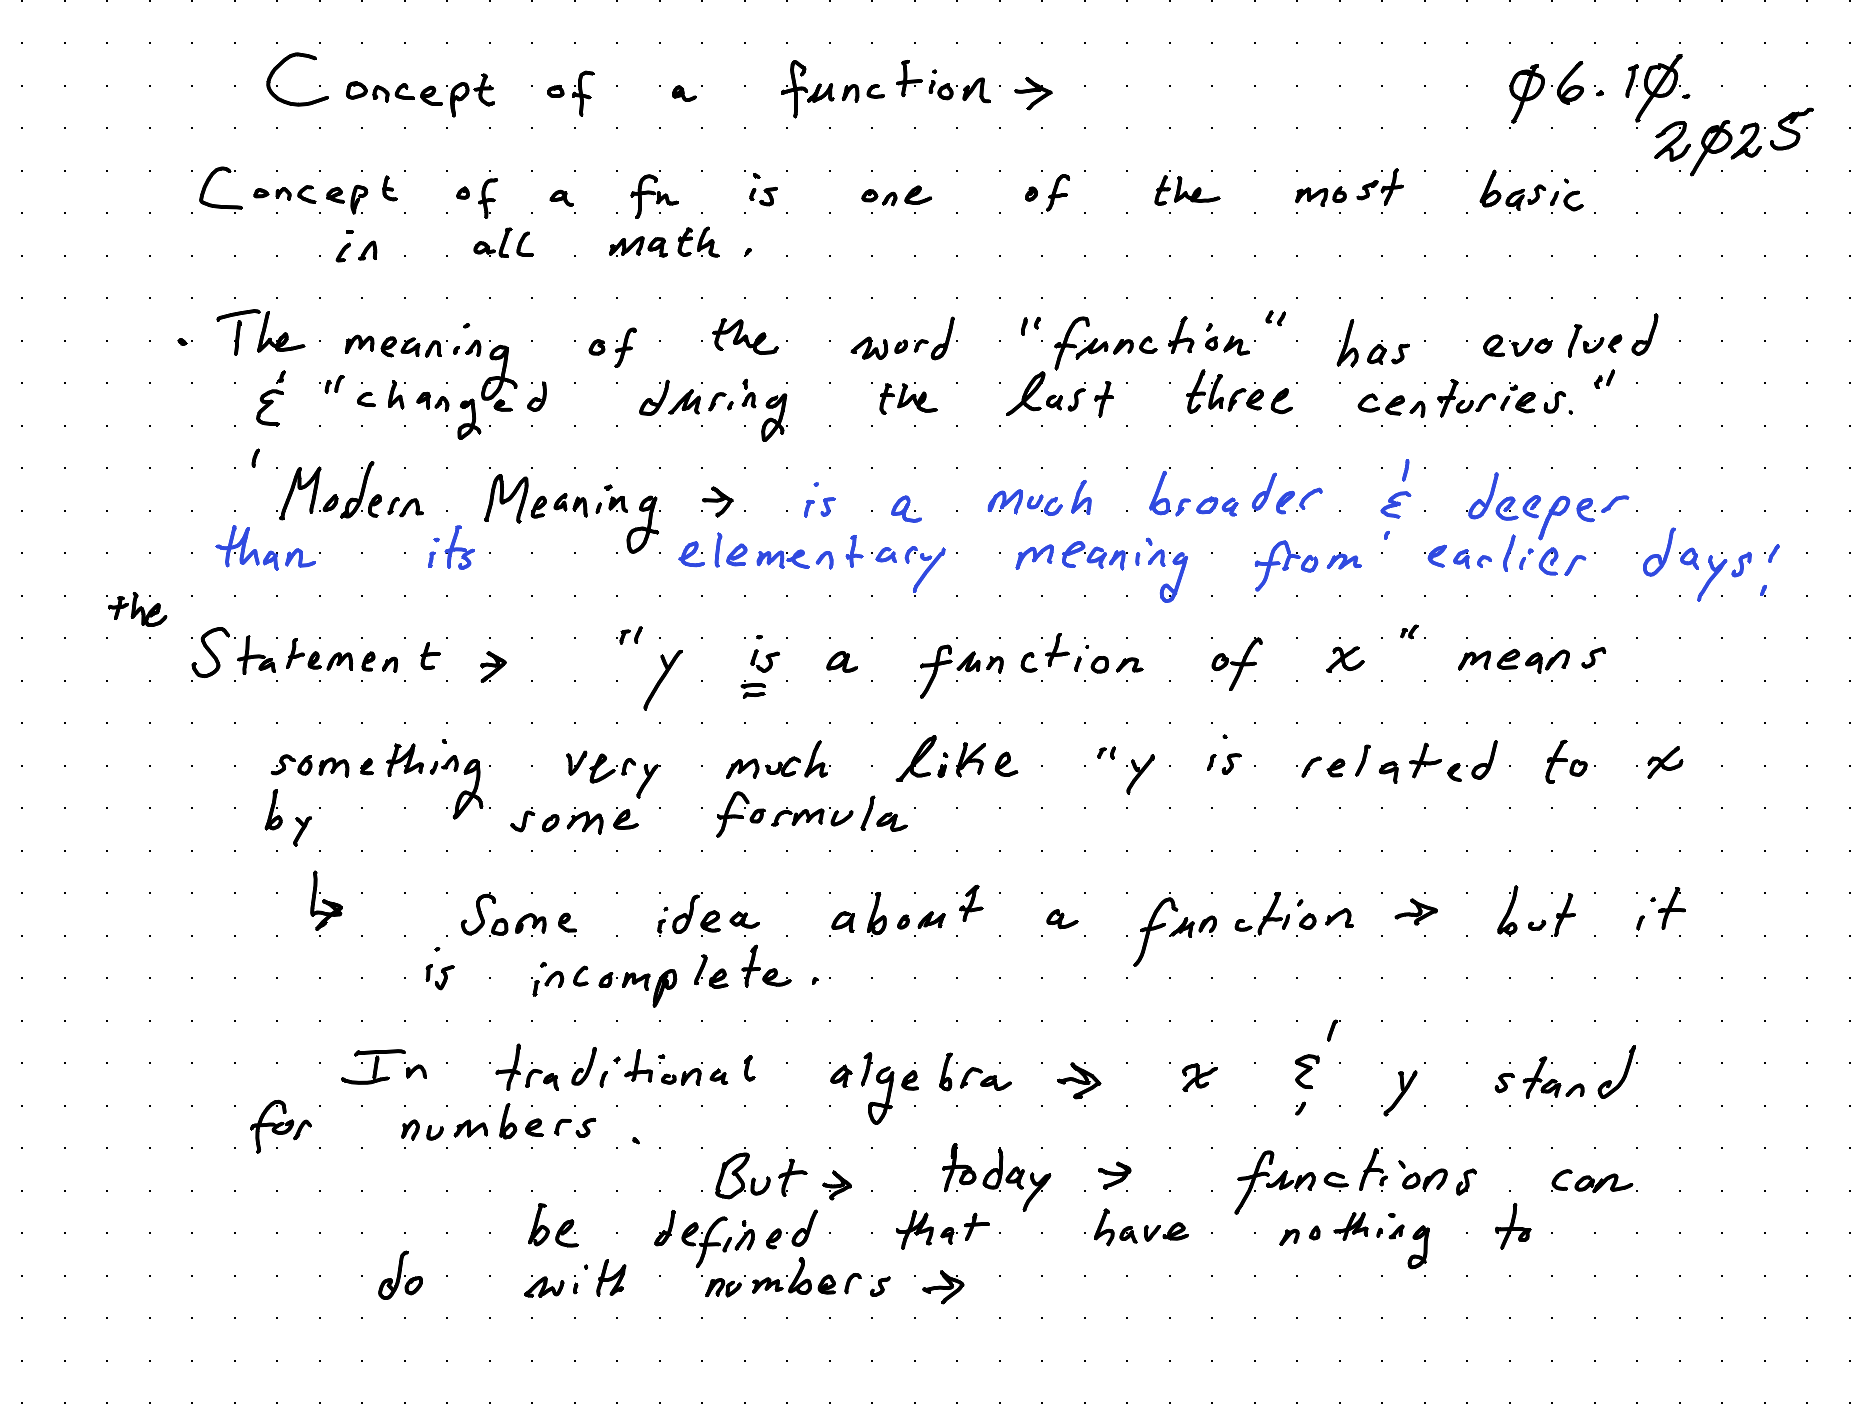 Concept of a function → Ø6.1Ø.
2Ø25
Concept of a fn is one of the most basic
in all math.
· The meaning of the word "function" has evolved
& "changed during the last three centuries."
'Modern Meaning → is a much broader & deeper
than its elementary meaning from earlier days!
the
Statement → "y is a function of x" means
something very much like "y is related to x
by some formula
↳ Some idea about a function → but it
is incomplete.
In traditional algebra → x & y stand
for numbers.
But → today → functions can
be defined that have nothing to
do with numbers →